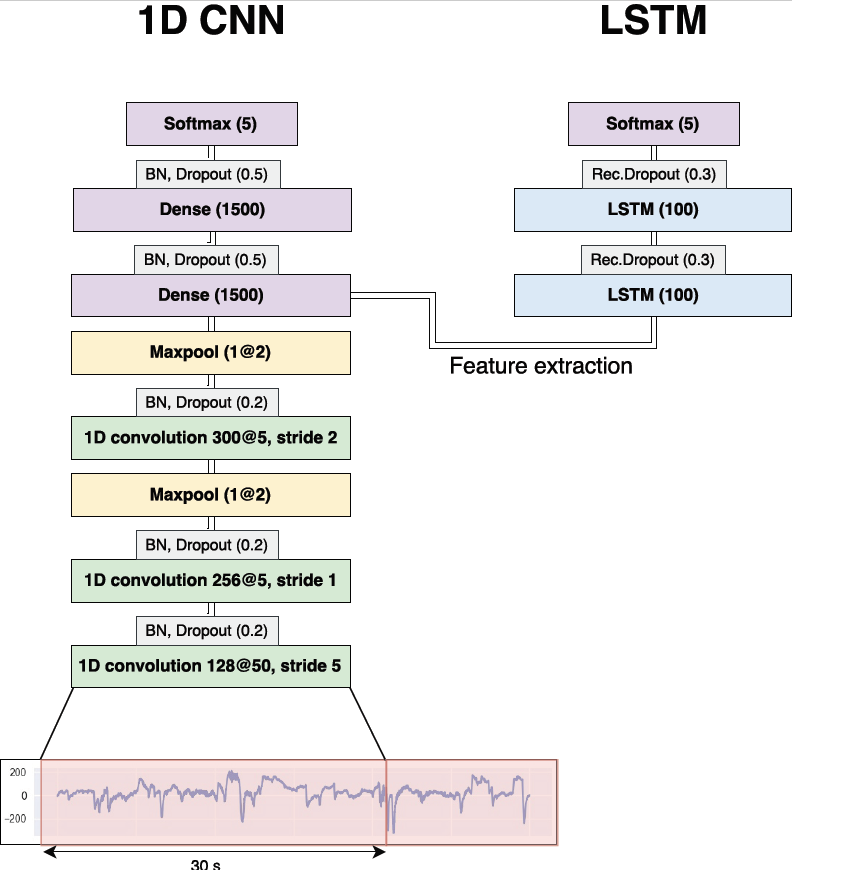 1D CNN
LSTM
Softmax (5)
BN, Dropout (0.5)
Dense (1500)
BN, Dropout (0.5)
Dense (1500)
Maxpool (1@2)
BN, Dropout (0.2)
1D convolution 300@5, stride 2
Maxpool (1@2)
BN, Dropout (0.2)
1D convolution 256@5, stride 1
BN, Dropout (0.2)
1D convolution 128@50, stride 5
Softmax (5)
Rec.Dropout (0.3)
LSTM (100)
Rec.Dropout (0.3)
LSTM (100)
Feature extraction
200
0
−200
30 s